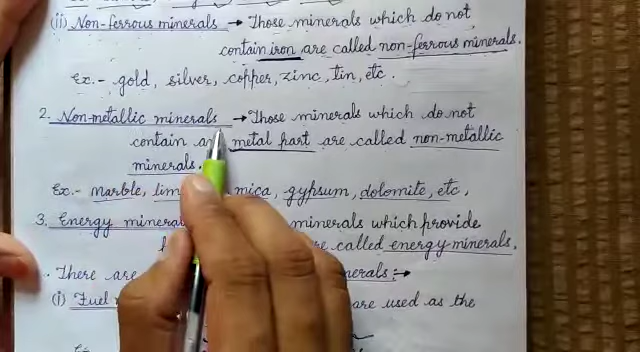 (ii) Non-ferrous minerals → Those minerals which do not
contain iron are called non-ferrous minerals.
Ex.- gold, silver, copper, zinc, tin, etc.
2. Non-metallic minerals → Those minerals which do not
contain metal part are called non-metallic
minerals.
Ex.- marble, mica, gypsum, dolomite, etc,
3. Energy minerals which provide
are called energy-minerals.
There are minerals:→
(i) Fuel are used as the